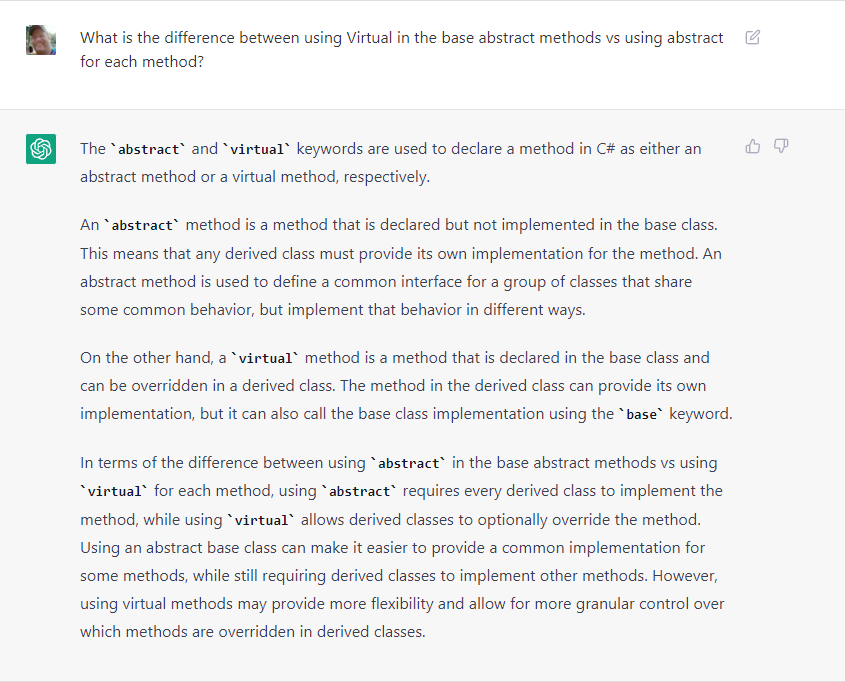 What is the difference between using Virtual in the base abstract methods vs using abstract
for each method?
The `abstract` and `virtual` keywords are used to declare a method in C# as either an
abstract method or a virtual method, respectively.
An `abstract` method is a method that is declared but not implemented in the base class.
This means that any derived class must provide its own implementation for the method. An
abstract method is used to define a common interface for a group of classes that share
some common behavior, but implement that behavior in different ways.
On the other hand, a `virtual` method is a method that is declared in the base class and
can be overridden in a derived class. The method in the derived class can provide its own
implementation, but it can also call the base class implementation using the `base` keyword.
In terms of the difference between using `abstract` in the base abstract methods vs using
`virtual` for each method, using `abstract` requires every derived class to implement the
method, while using `virtual` allows derived classes to optionally override the method.
Using an abstract base class can make it easier to provide a common implementation for
some methods, while still requiring derived classes to implement other methods. However,
using virtual methods may provide more flexibility and allow for more granular control over
which methods are overridden in derived classes.